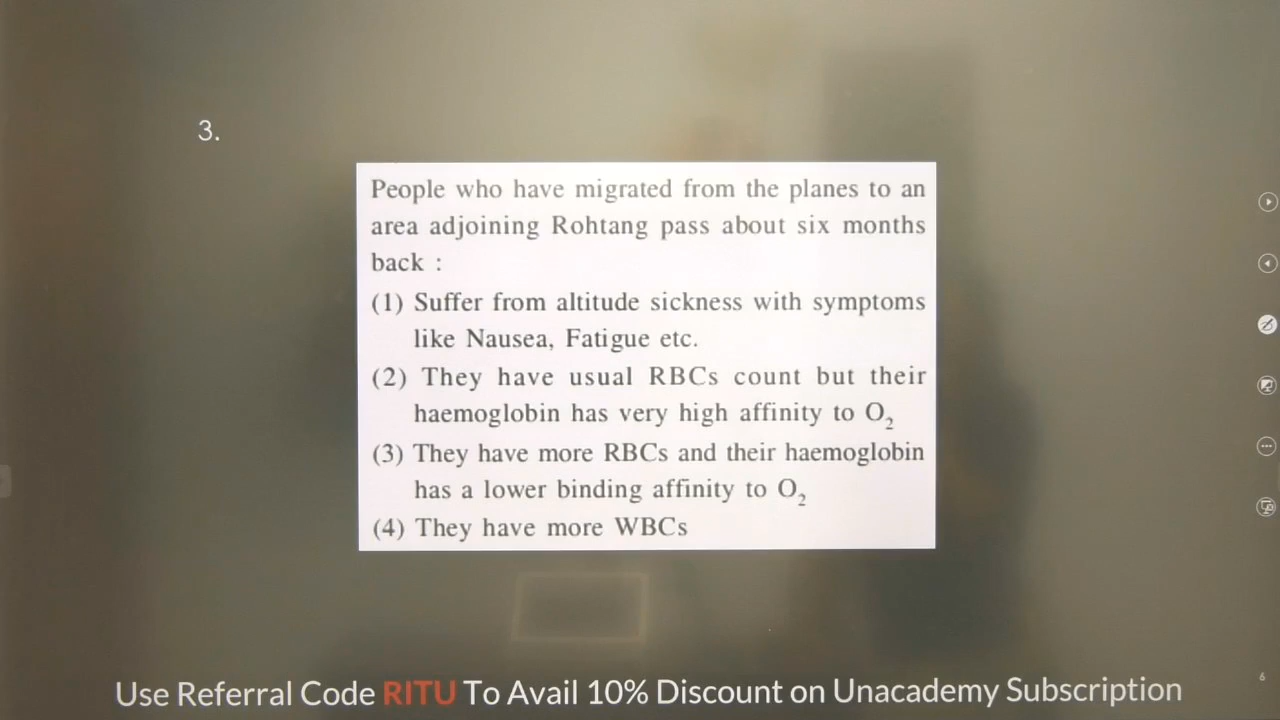 3.
People who have migrated from the planes to an
area adjoining Rohtang pass about six months
back :
(1) Suffer from altitude sickness with symptoms
like Nausea, Fatigue etc.
(2) They have usual RBCs count but their
haemoglobin has very high affinity to O₂
(3) They have more RBCs and their haemoglobin
has a lower binding affinity to O₂
(4) They have more WBCs
6
Use Referral Code RITU To Avail 10% Discount on Unacademy Subscription